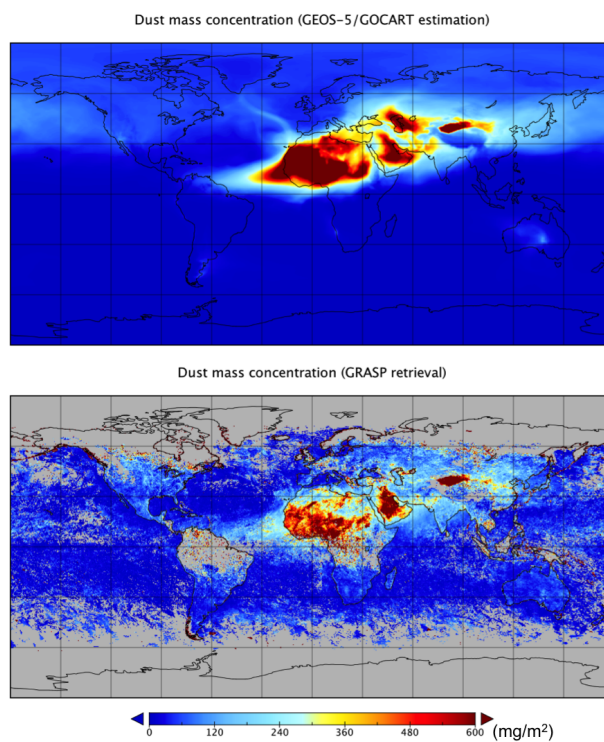 Dust mass concentration (GEOS-5/GOCART estimation)
Dust mass concentration (GRASP retrieval)
0 120 240 360 480 600 (mg/m²)